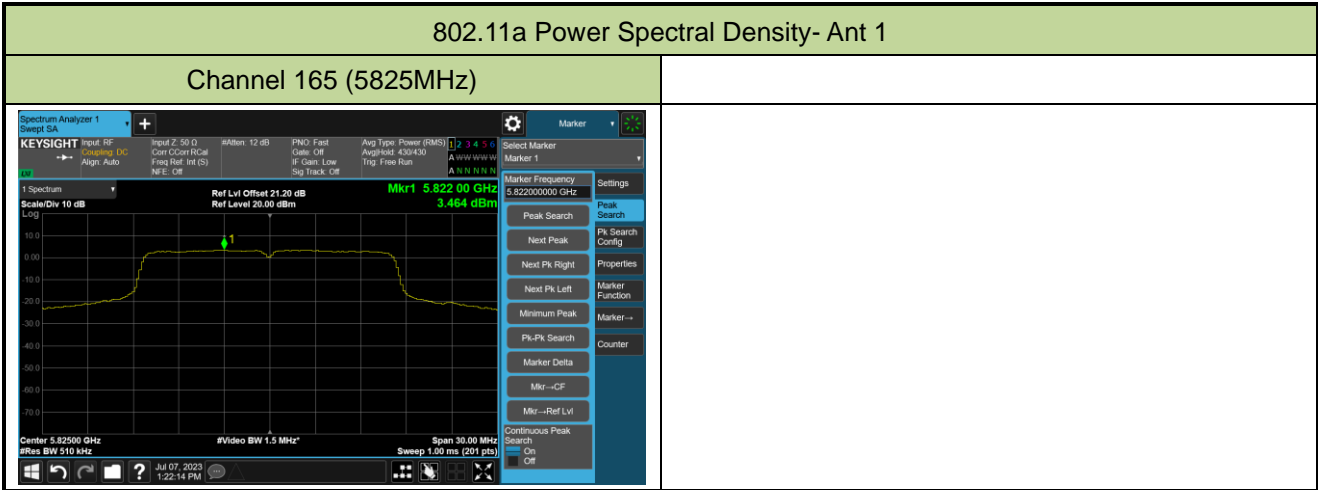 802.11a Power Spectral Density- Ant 1
Channel 165 (5825MHz)
Spectrum Analyzer 1
Swept SA
Marker
KEYSIGHT
Input: RF
Coupling: DC
Align: Auto
Input Z: 50 Ω
Corr CCorr RCal
Freq Ref: Int (S)
NFE: Off
#Atten: 12 dB
PNO: Fast
Gate: Off
IF Gain: Low
Sig Track: Off
Avg Type: Power (RMS)
Avg|Hold: 430/430
Trig: Free Run
1 2 3 4 5 6
A W W W W W
A N N N N N
Select Marker
Marker 1
1 Spectrum
Scale/Div 10 dB
Log
Ref Lvl Offset 21.20 dB
Ref Level 20.00 dBm
Mkr1 5.822 00 GHz
3.464 dBm
10.0
0.00
-10.0
-20.0
-30.0
-40.0
-50.0
-60.0
-70.0
1
Center 5.82500 GHz
#Res BW 510 kHz
#Video BW 1.5 MHz*
Span 30.00 MHz
Sweep 1.00 ms (201 pts)
Marker Frequency
5.822000000 GHz
Peak Search
Next Peak
Next Pk Right
Next Pk Left
Minimum Peak
Pk-Pk Search
Marker Delta
Mkr→CF
Mkr→Ref Lvl
Continuous Peak
Search
On
Off
Settings
Peak
Search
Pk Search
Config
Properties
Marker
Function
Marker→
Counter
?
Jul 07, 2023
1:22:14 PM